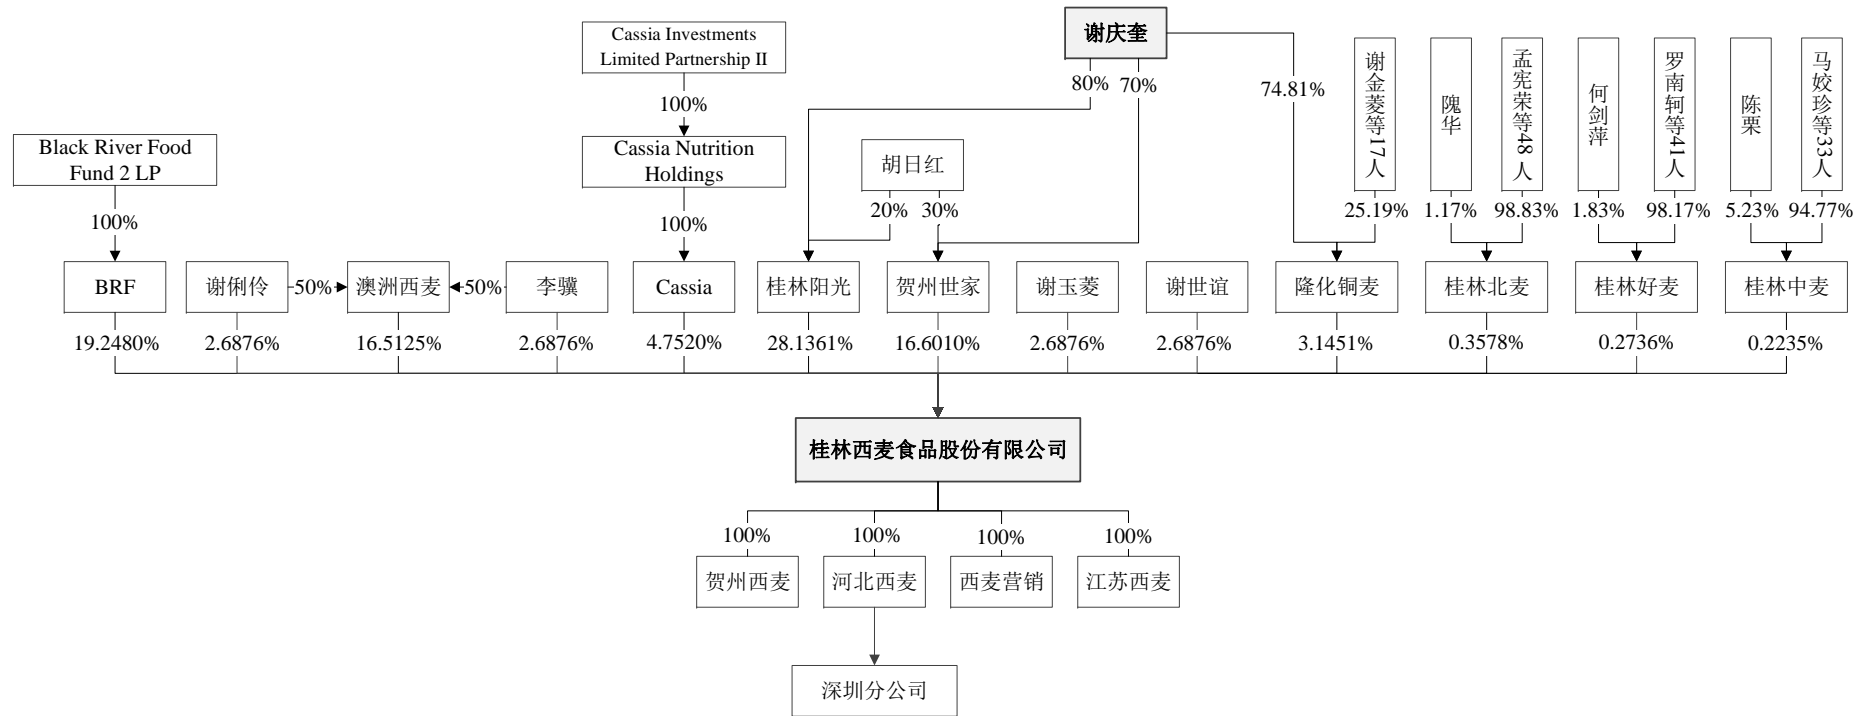 谢庆奎
Cassia Investments
Limited Partnership II
80%
70%
74.81%
谢金菱等17人
隗华
孟宪荣等48人
何剑萍
罗南轲等41人
陈栗
马姣珍等33人
100%
Black River Food
Fund 2 LP
Cassia Nutrition
Holdings
胡日红
20%
30%
25.19%
1.17%
98.83%
1.83%
98.17%
5.23%
94.77%
100%
100%
BRF
谢俐伶
50%
澳洲西麦
50%
李骥
Cassia
桂林阳光
贺州世家
谢玉菱
谢世谊
隆化铜麦
桂林北麦
桂林好麦
桂林中麦
19.2480%
2.6876%
16.5125%
2.6876%
4.7520%
28.1361%
16.6010%
2.6876%
2.6876%
3.1451%
0.3578%
0.2736%
0.2235%
桂林西麦食品股份有限公司
100%
100%
100%
100%
贺州西麦
河北西麦
西麦营销
江苏西麦
深圳分公司